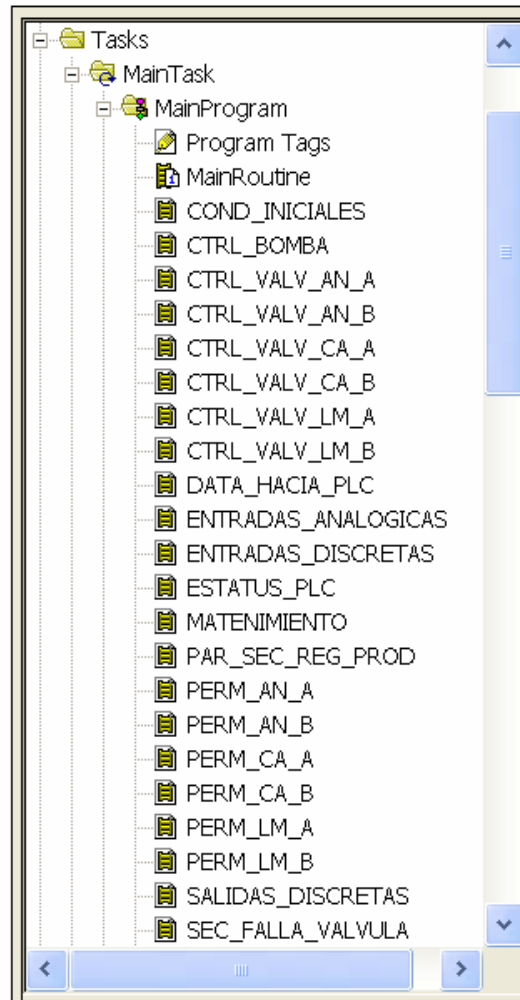 Tasks
MainTask
MainProgram
Program Tags
MainRoutine
COND_INICIALES
CTRL_BOMBA
CTRL_VALV_AN_A
CTRL_VALV_AN_B
CTRL_VALV_CA_A
CTRL_VALV_CA_B
CTRL_VALV_LM_A
CTRL_VALV_LM_B
DATA_HACIA_PLC
ENTRADAS_ANALOGICAS
ENTRADAS_DISCRETAS
ESTATUS_PLC
MATENIMIENTO
PAR_SEC_REG_PROD
PERM_AN_A
PERM_AN_B
PERM_CA_A
PERM_CA_B
PERM_LM_A
PERM_LM_B
SALIDAS_DISCRETAS
SEC_FALLA_VALVULA